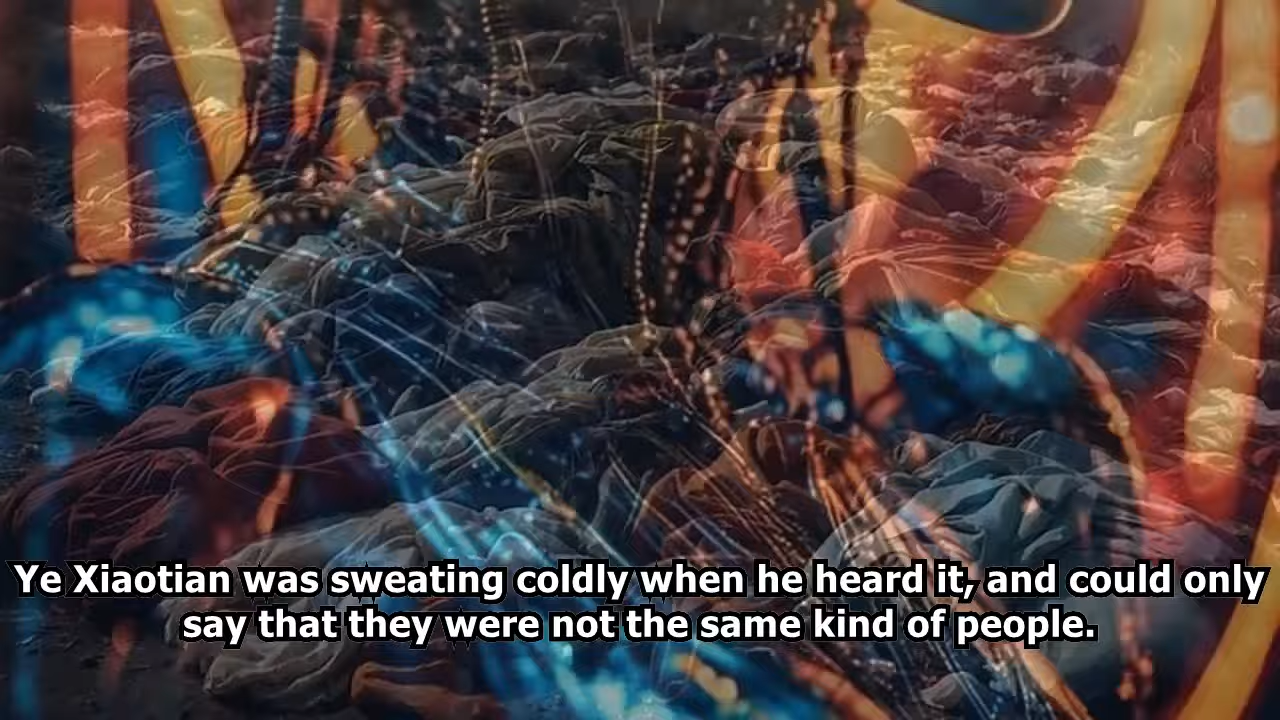 Ye Xiaotian was sweating coldly when he heard it, and could only
say that they were not the same kind of people.